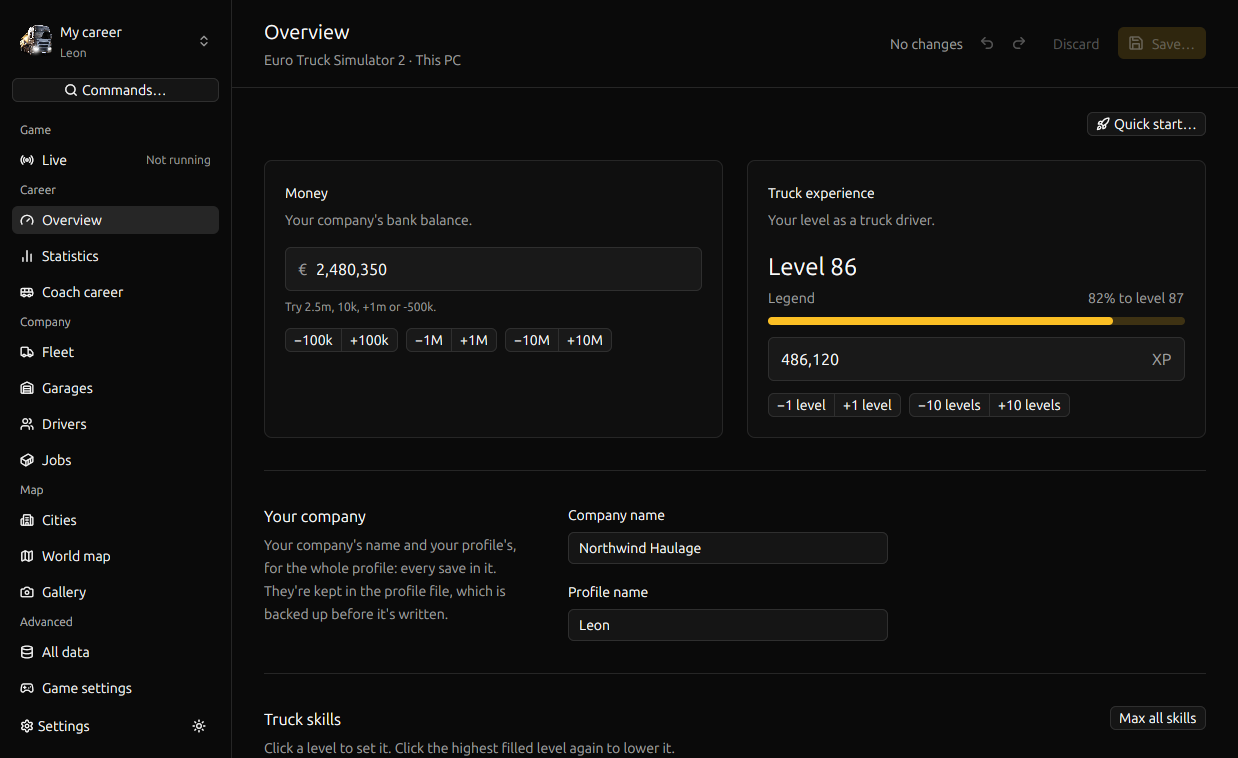 My career
Leon
Commands…
Game
Live Not running
Career
Overview
Statistics
Coach career
Company
Fleet
Garages
Drivers
Jobs
Map
Cities
World map
Gallery
Advanced
All data
Game settings
Settings
Overview
Euro Truck Simulator 2 · This PC
No changes Discard Save…
Quick start…
Money
Your company's bank balance.
€ 2,480,350
Try 2.5m, 10k, +1m or -500k.
−100k +100k −1M +1M −10M +10M
Truck experience
Your level as a truck driver.
Level 86
Legend 82% to level 87
486,120 XP
−1 level +1 level −10 levels +10 levels
Your company
Your company's name and your profile's,
for the whole profile: every save in it.
They're kept in the profile file, which is
backed up before it's written.
Company name
Northwind Haulage
Profile name
Leon
Truck skills
Click a level to set it. Click the highest filled level again to lower it.
Max all skills